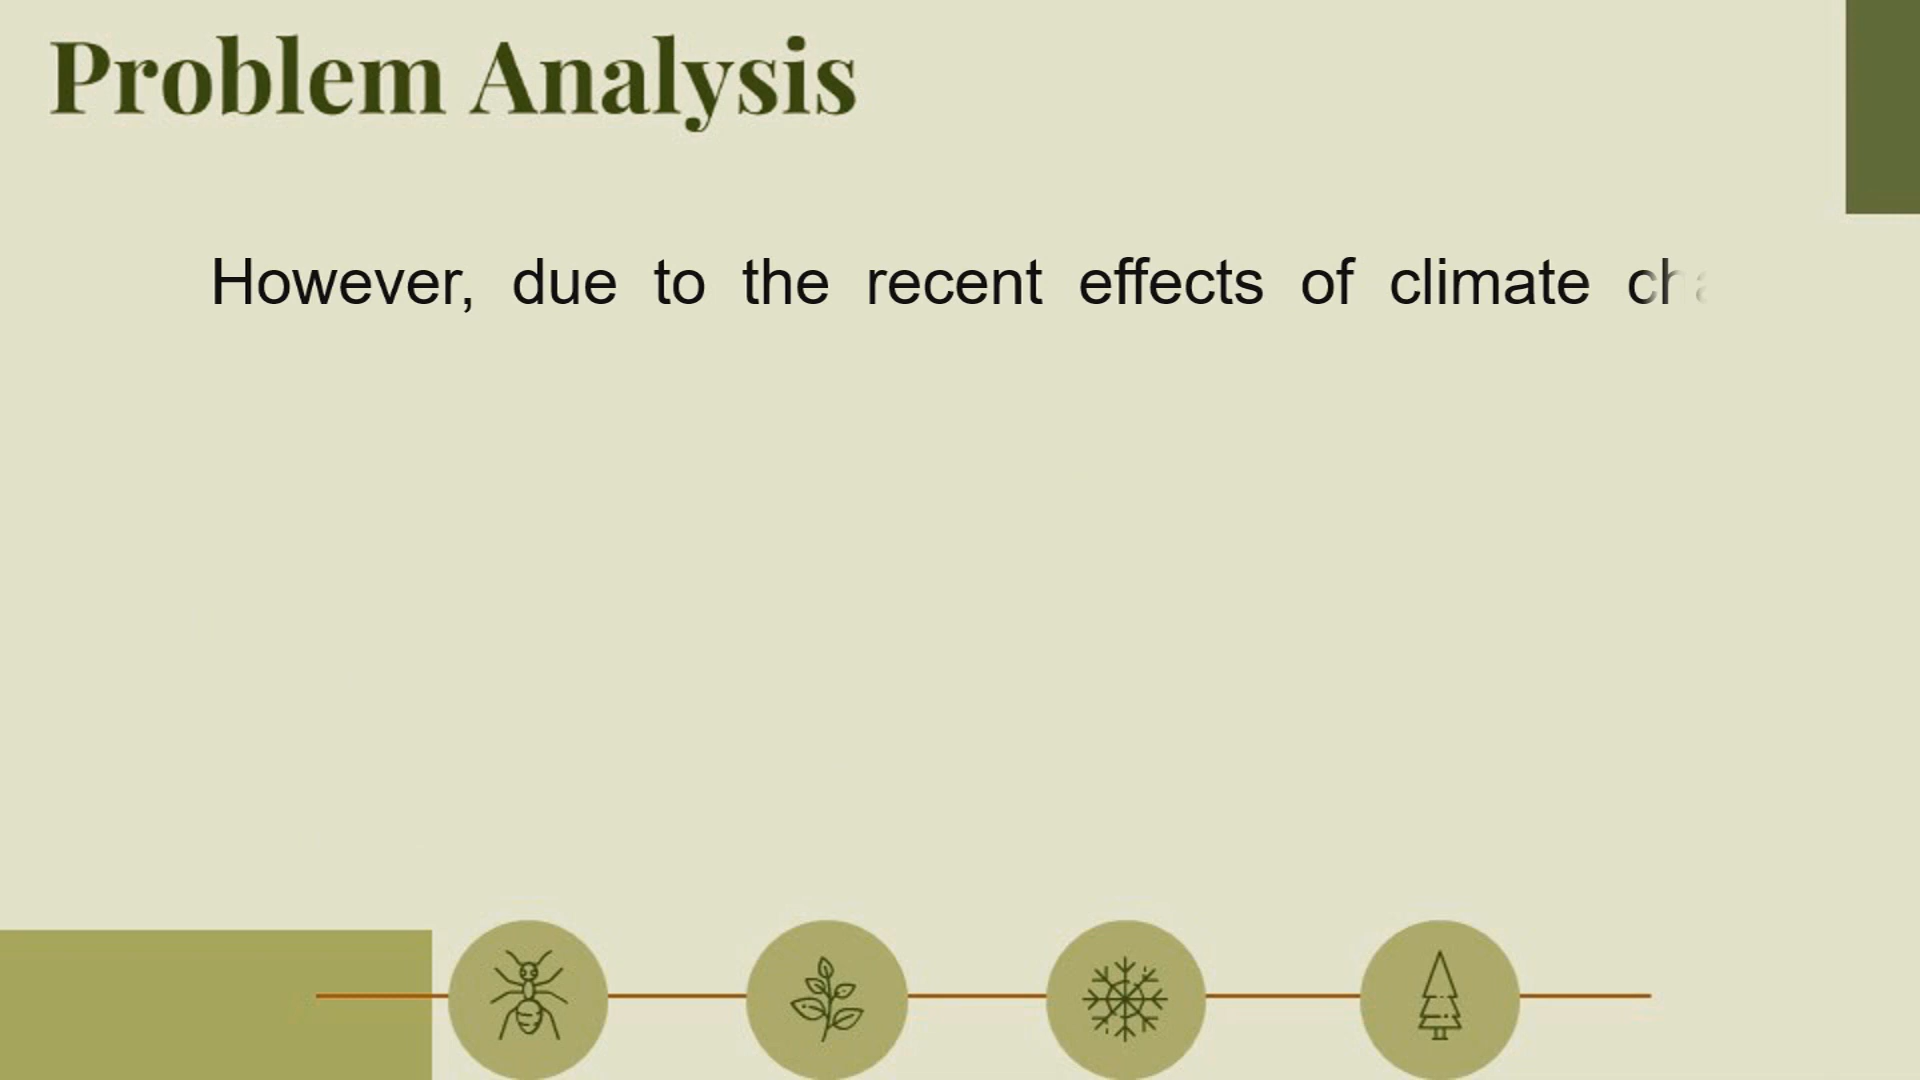 Problem Analysis
However, due to the recent effects of climate